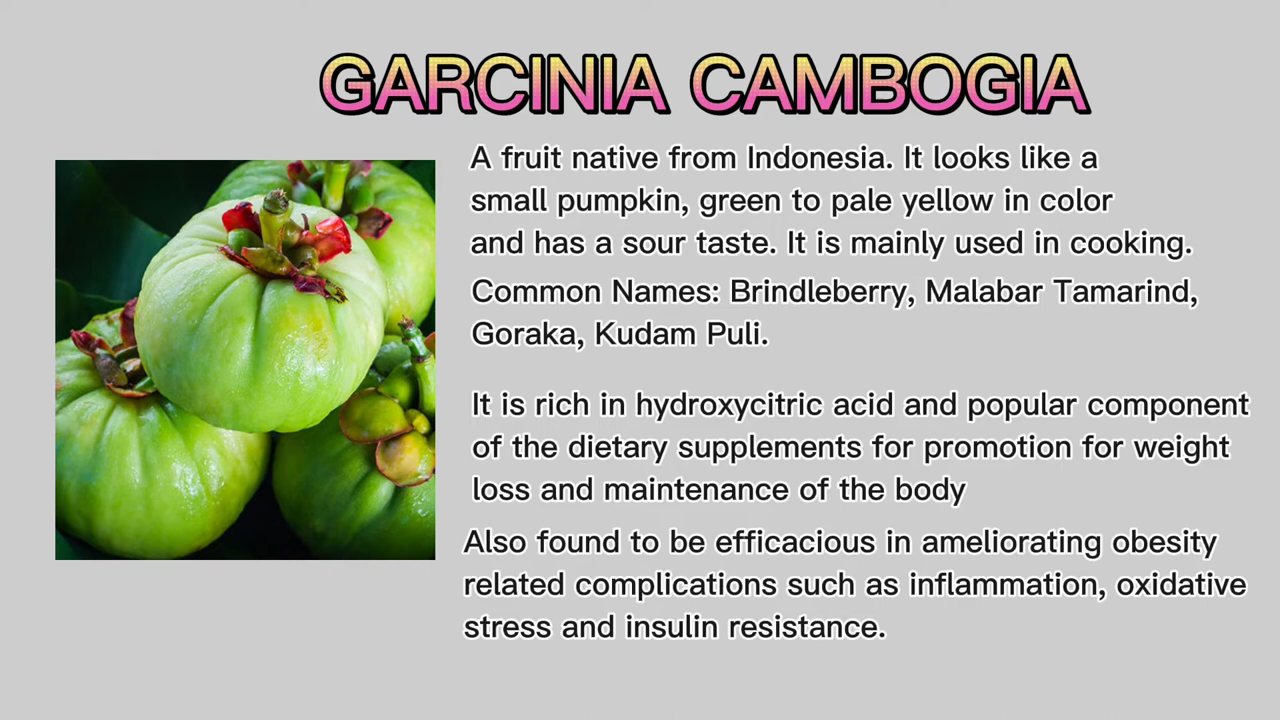 GARCINIA CAMBOGIA
A fruit native from Indonesia. It looks like a
small pumpkin, green to pale yellow in color
and has a sour taste. It is mainly used in cooking.
Common Names: Brindleberry, Malabar Tamarind,
Goraka, Kudam Puli.
It is rich in hydroxycitric acid and popular component
of the dietary supplements for promotion for weight
loss and maintenance of the body
Also found to be efficacious in ameliorating obesity
related complications such as inflammation, oxidative
stress and insulin resistance.